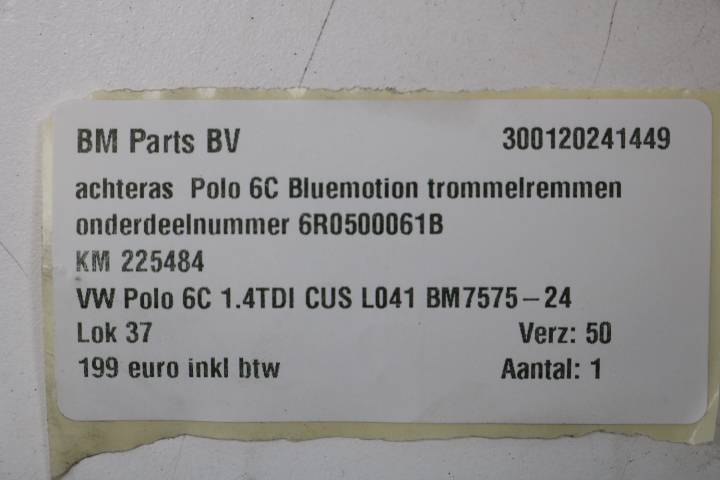 BM Parts BV 300120241449
achteras Polo 6C Bluemotion trommelremmen
onderdeelnummer 6R0500061B
KM 225484
VW Polo 6C 1.4TDI CUS L041 BM7575-24
Lok 37 Verz: 50
199 euro inkl btw Aantal: 1